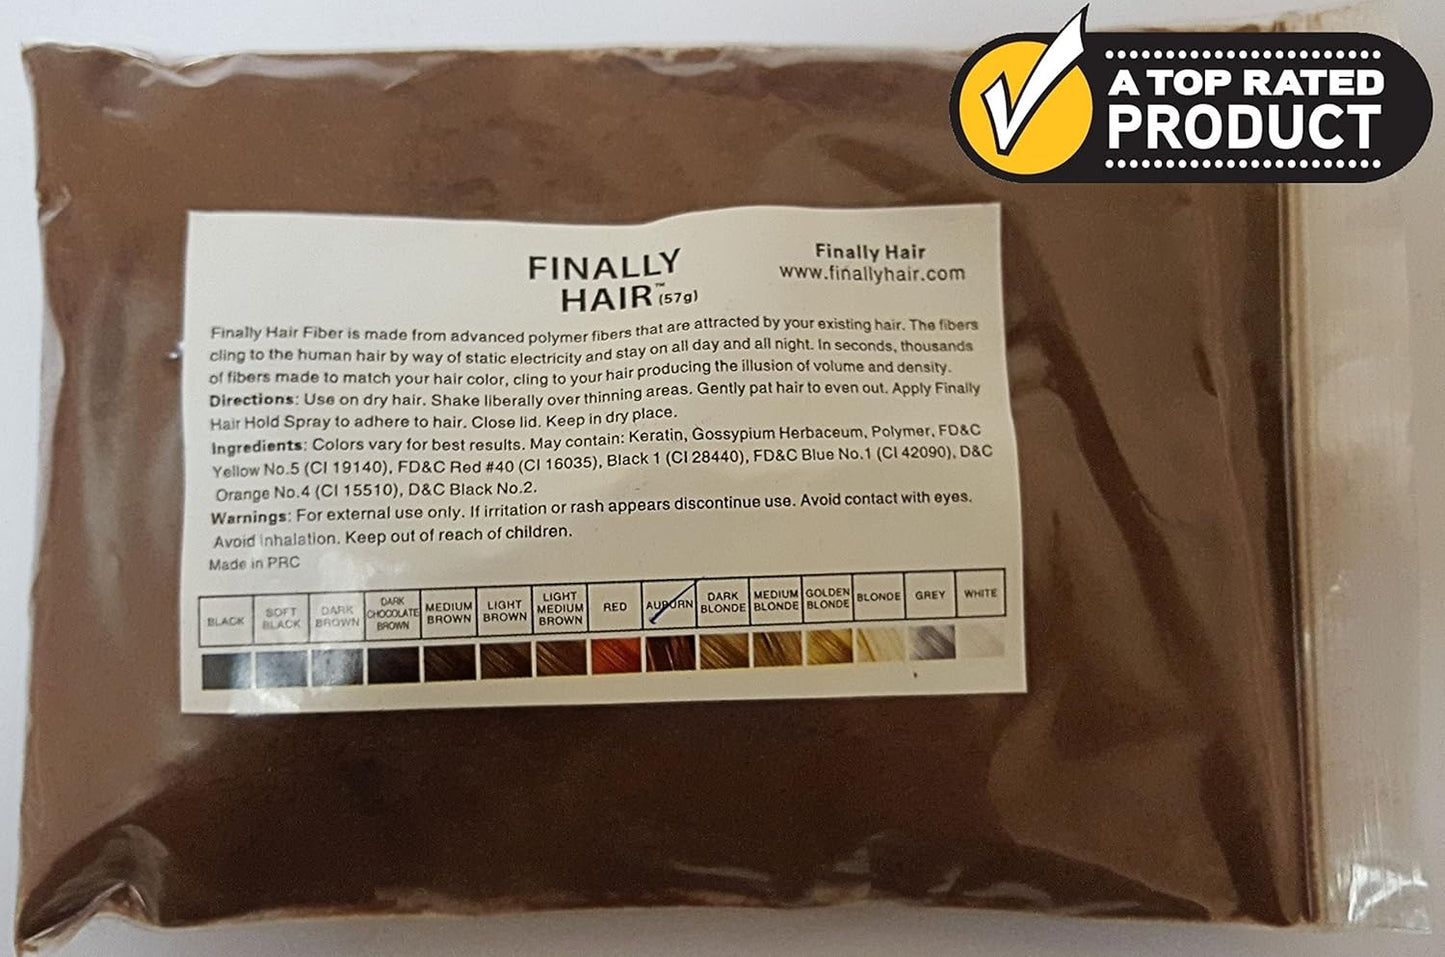 A TOP RATED
PRODUCT
FINALLY
HAIR™ (57g)
Finally Hair
www.finallyhair.com
Finally Hair Fiber is made from advanced polymer fibers that are attracted by your existing hair. The fibers
cling to the human hair by way of static electricity and stay on all day and all night. In seconds, thousands
of fibers made to match your hair color, cling to your hair producing the illusion of volume and density.
Directions: Use on dry hair. Shake liberally over thinning areas. Gently pat hair to even out. Apply Finally
Hair Hold Spray to adhere to hair. Close lid. Keep in dry place.
Ingredients: Colors vary for best results. May contain: Keratin, Gossypium Herbaceum, Polymer, FD&C
Yellow No.5 (CI 19140), FD&C Red #40 (CI 16035), Black 1 (CI 28440), FD&C Blue No.1 (CI 42090), D&C
Orange No.4 (CI 15510), D&C Black No.2.
Warnings: For external use only. If irritation or rash appears discontinue use. Avoid contact with eyes.
Avoid inhalation. Keep out of reach of children.
Made in PRC
BLACK
SOFT
BLACK
DARK
BROWN
DARK
CHOCOLATE
BROWN
MEDIUM
BROWN
LIGHT
BROWN
LIGHT
MEDIUM
BROWN
RED
AUBURN
DARK
BLONDE
MEDIUM
BLONDE
GOLDEN
BLONDE
BLONDE
GREY
WHITE